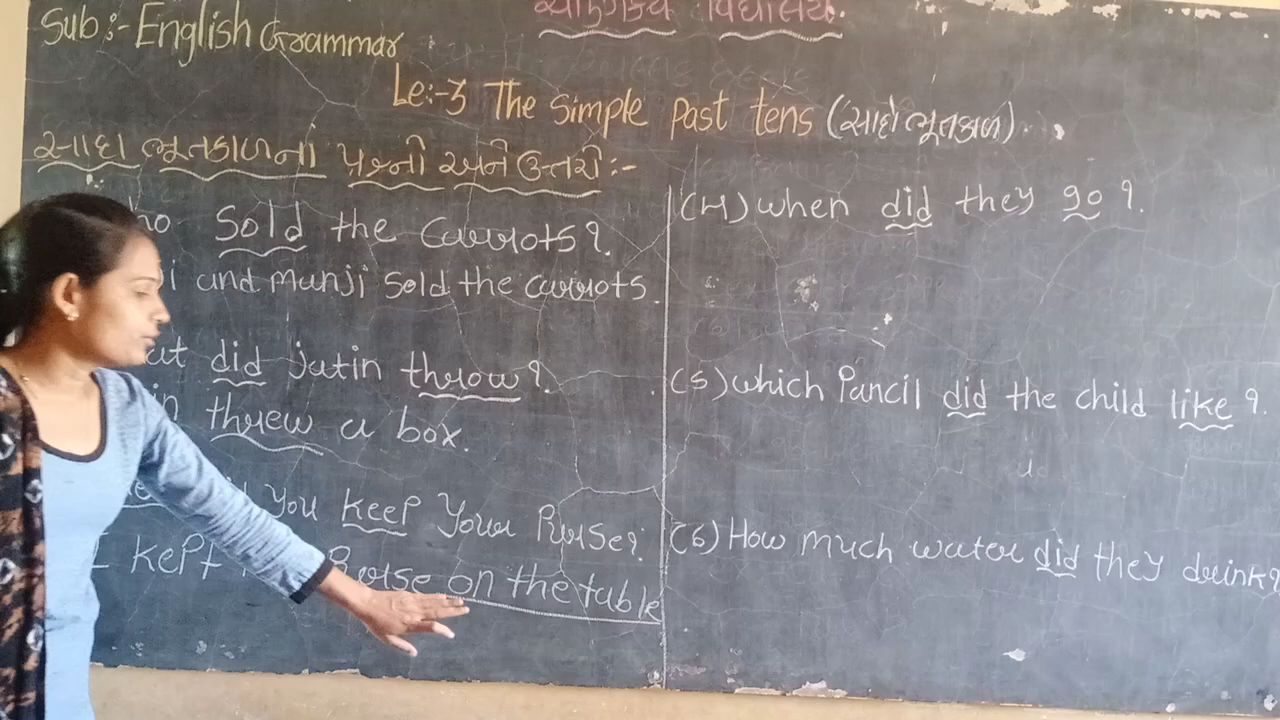 વિદ્યાલય.
Sub:- English Grammar
Le:-3 The Simple Past tens (સાદો ભૂતકાળ).
સાદા ભૂતકાળનાં પ્રશ્નો અને ઉત્તરો:-
ho Sold the Carrots?
i and Munji Sold the carrots.
at did jatin throw?
in threw a box.
you keep Your Purse?
I kept Purse on the table
(4) when did they go?
(5) which Pancil did the child like?
(6) How much water did they drink?